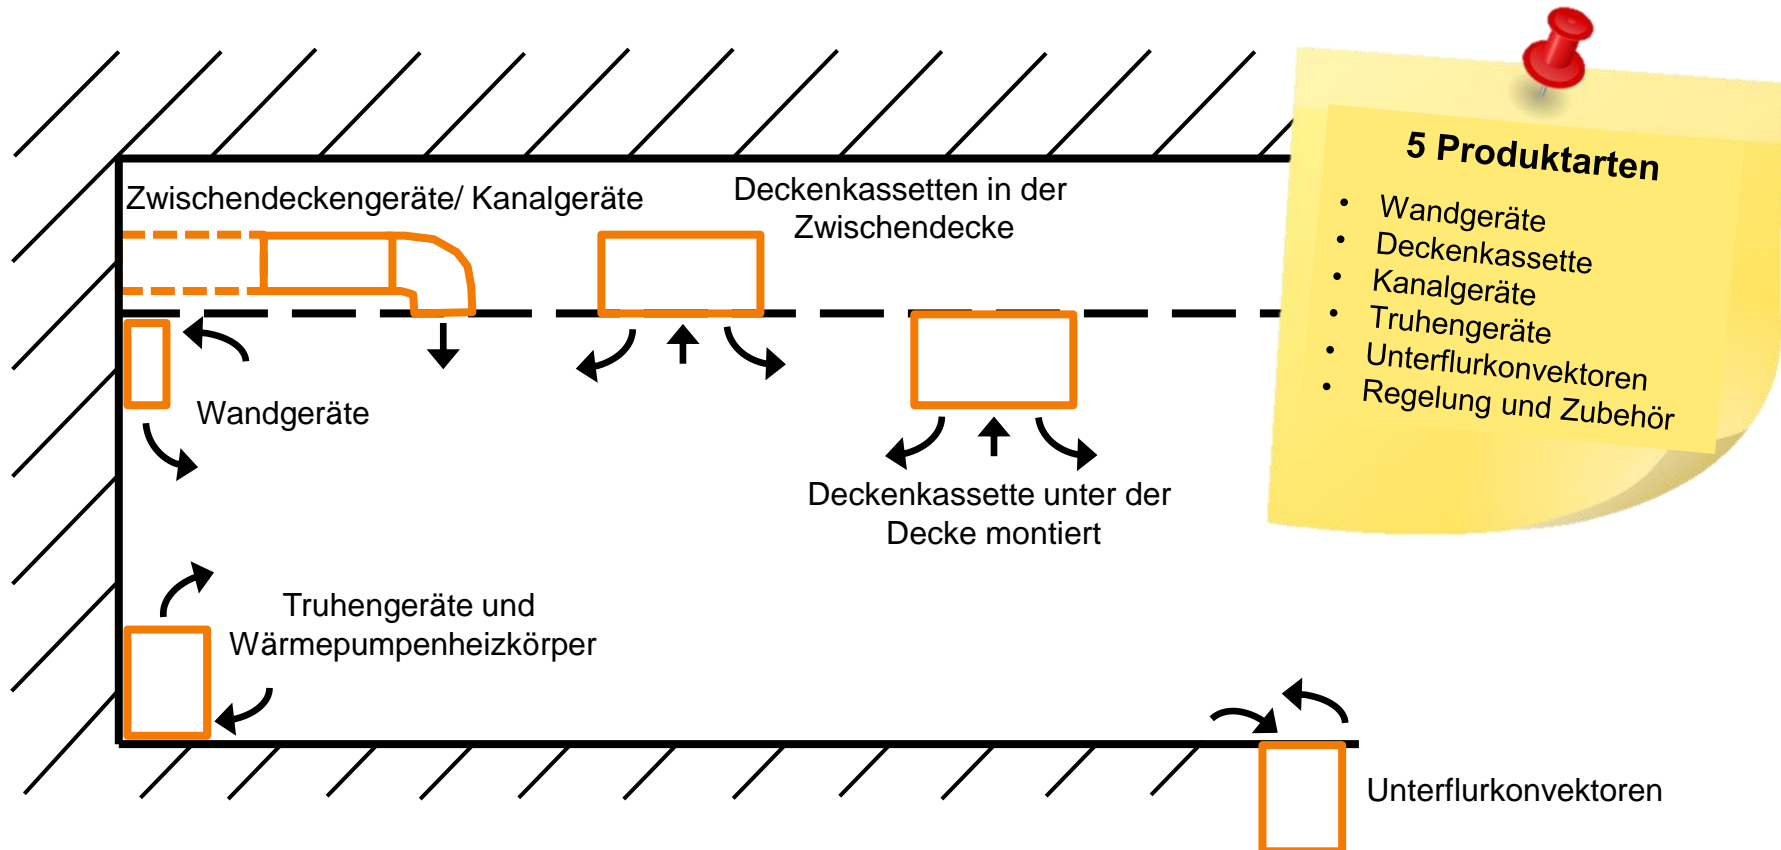 Zwischendeckengeräte/ Kanalgeräte
Deckenkassetten in der
Zwischendecke
Wandgeräte
Deckenkassette unter der
Decke montiert
Truhengeräte und
Wärmepumpenheizkörper
Unterflurkonvektoren
5 Produktarten
• Wandgeräte
• Deckenkassette
• Kanalgeräte
• Truhengeräte
• Unterflurkonvektoren
• Regelung und Zubehör